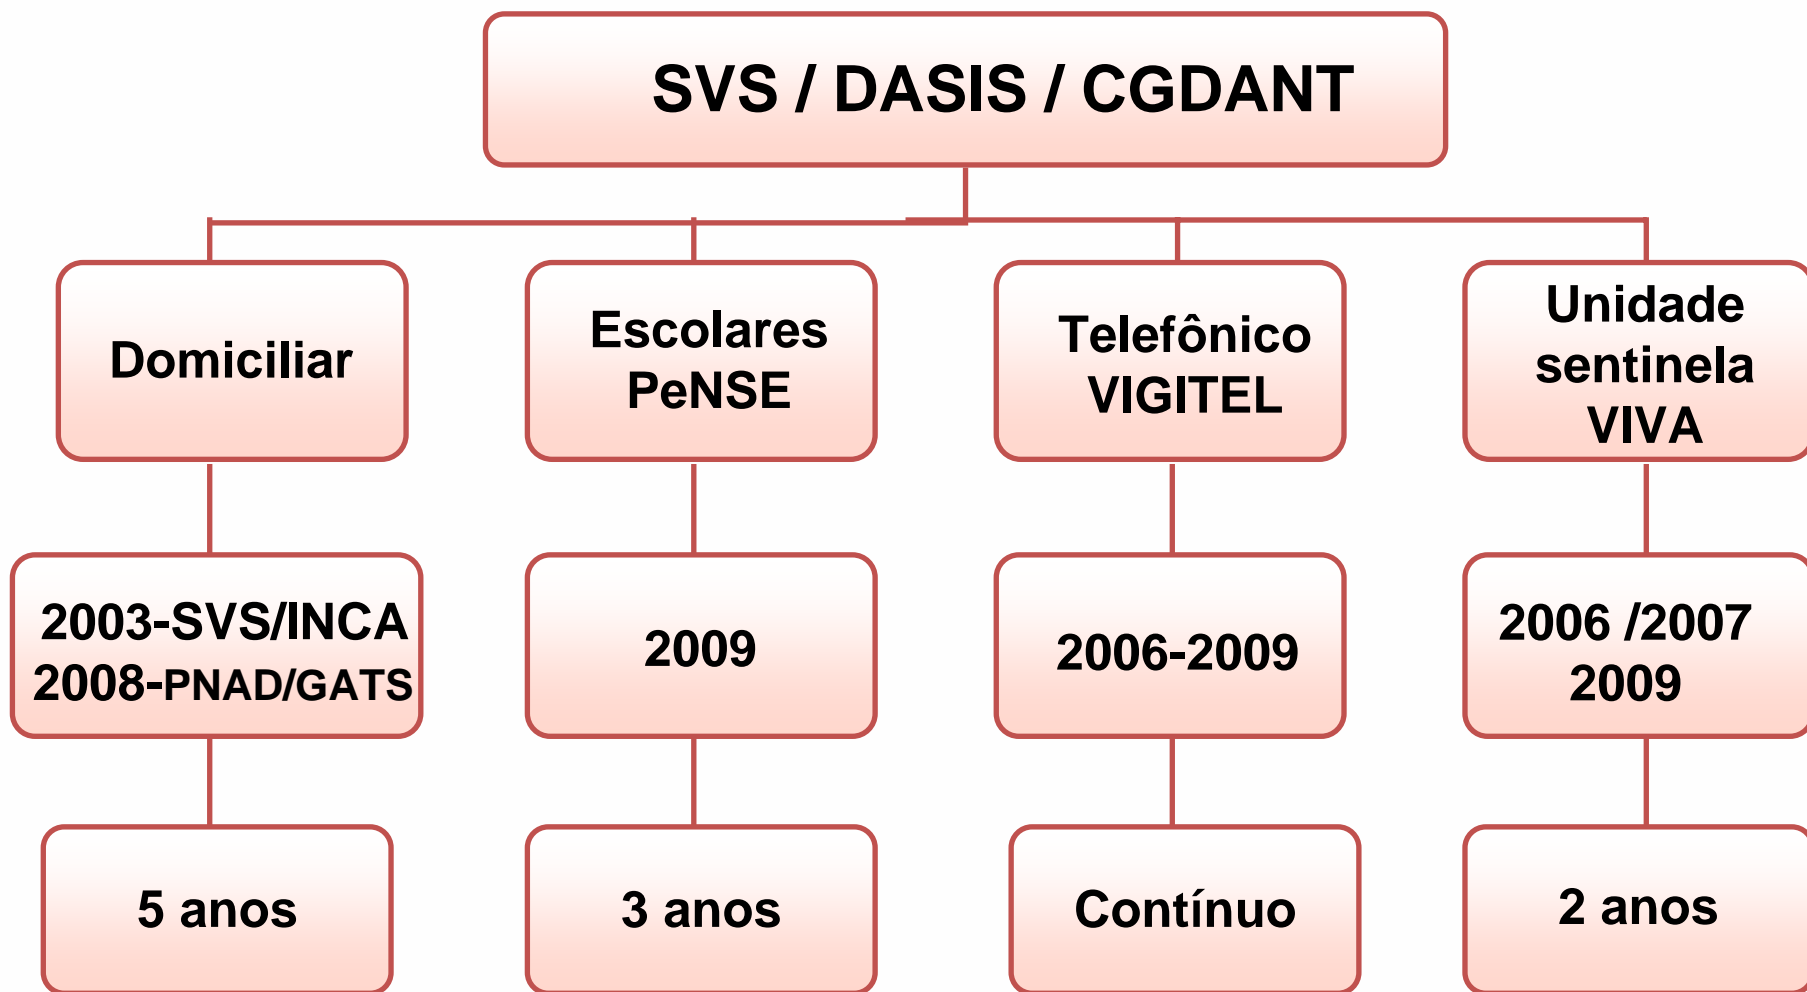 SVS / DASIS / CGDANT
Domiciliar
Escolares
PeNSE
Telefônico
VIGITEL
Unidade
sentinela
VIVA
2003-SVS/INCA
2008-PNAD/GATS
2009
2006-2009
2006 /2007
2009
5 anos
3 anos
Contínuo
2 anos